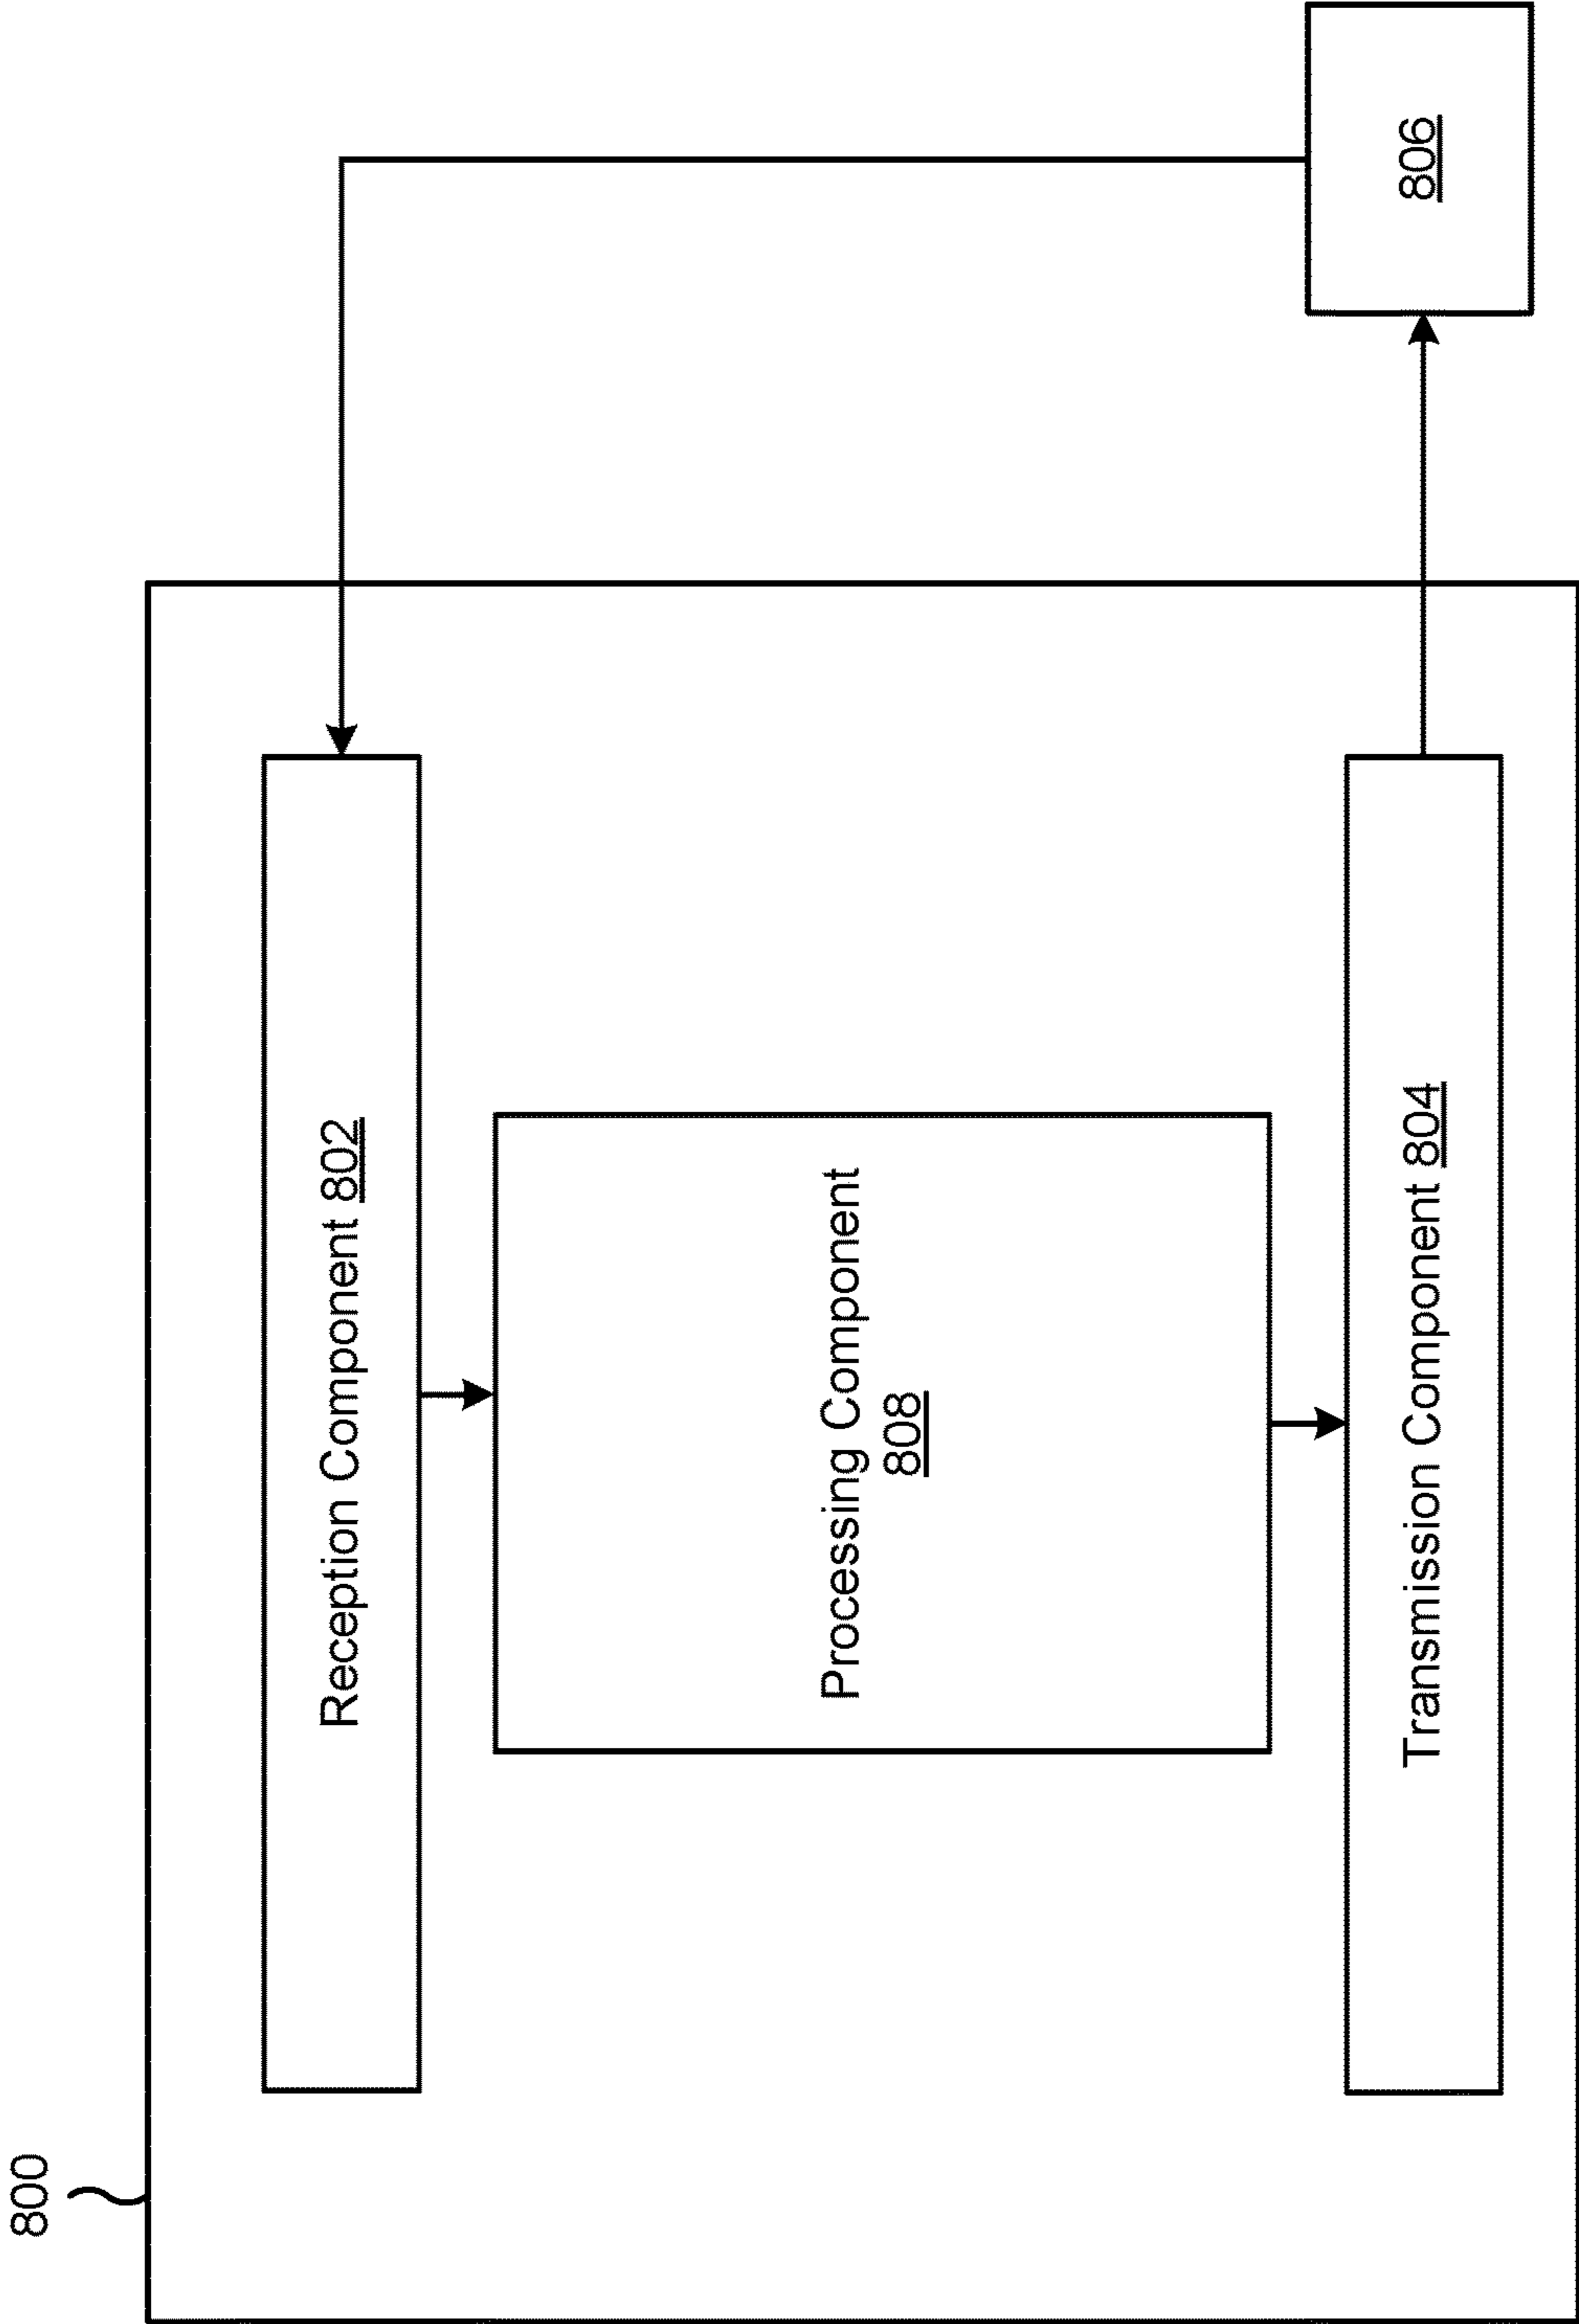 800
Reception Component 802
Processing Component
808
Transmission Component 804
806